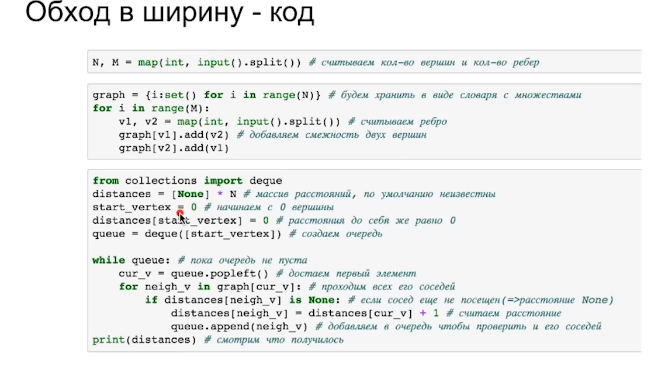 Обход в ширину - код
N, M = map(int, input().split()) # считываем кол-во вершин и кол-во ребер
graph = {i:set() for i in range(N)} # будем хранить в виде словаря с множествами
for i in range(M):
    v1, v2 = map(int, input().split()) # считываем ребро
    graph[v1].add(v2) # добавляем смежность двух вершин
    graph[v2].add(v1)
from collections import deque
distances = [None] * N # массив расстояний, по умолчанию неизвестны
start_vertex = 0 # начинаем с 0 вершины
distances[start_vertex] = 0 # расстояния до себя же равно 0
queue = deque([start_vertex]) # создаем очередь
while queue: # пока очередь не пуста
    cur_v = queue.popleft() # достаем первый элемент
    for neigh_v in graph[cur_v]: # проходим всех его соседей
        if distances[neigh_v] is None: # если сосед еще не посещен(=>расстояние None)
            distances[neigh_v] = distances[cur_v] + 1 # считаем расстояние
            queue.append(neigh_v) # добавляем в очередь чтобы проверить и его соседей
print(distances) # смотрим что получилось